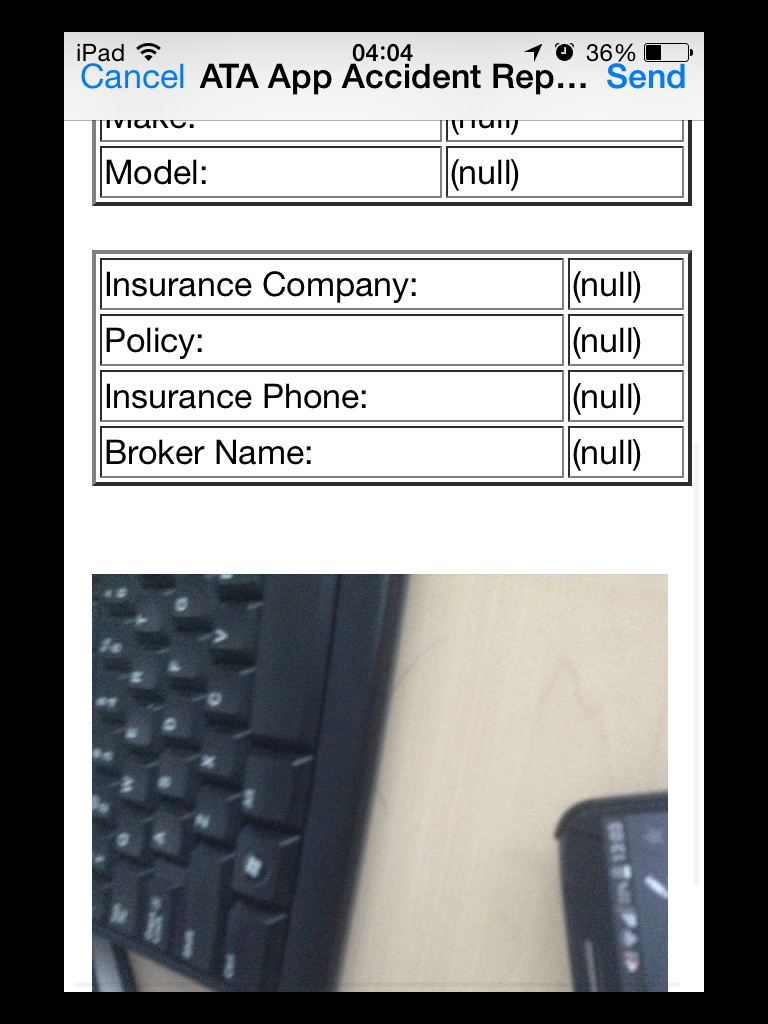 iPad 04:04 36%
Cancel ATA App Accident Rep... Send
Make: (null)
Model: (null)
Insurance Company: (null)
Policy: (null)
Insurance Phone: (null)
Broker Name: (null)